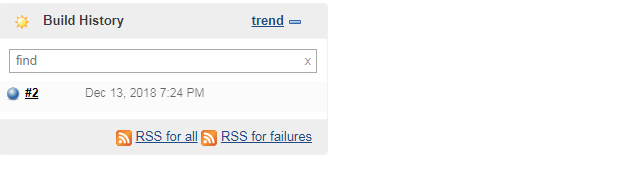 Build History trend
find x
#2 Dec 13, 2018 7:24 PM
RSS for all RSS for failures